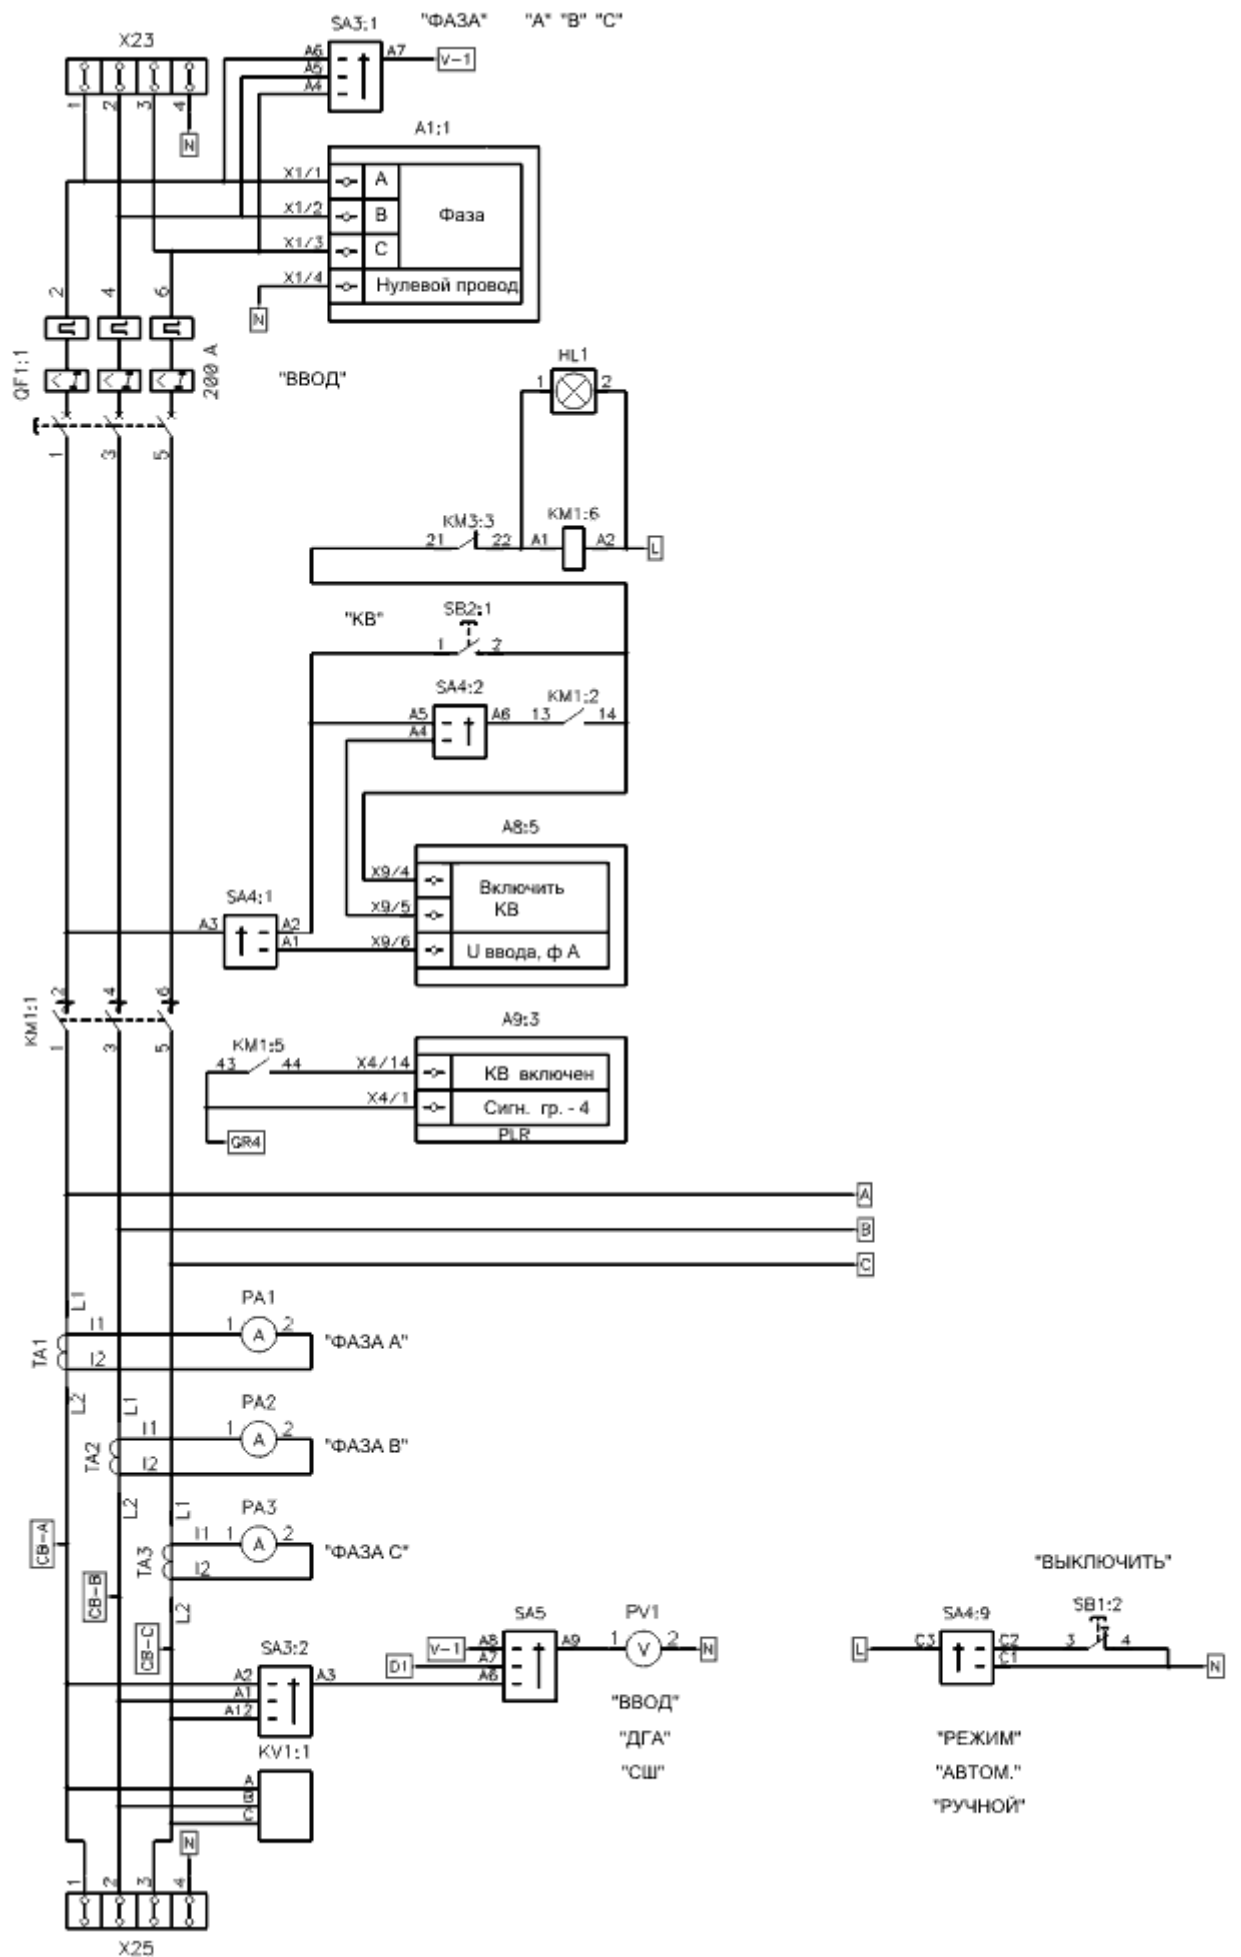 SA3:1 "ФАЗА" "А" "В" "С"
X23
A6 A7 V-1
A5
A4
1 2 3 4
N
A1:1
X1/1 A
X1/2 B Фаза
X1/3 C
X1/4 Нулевой провод
N
2 4 6
QF1:1 200 A
"ВВОД"
HL1
1 2
1 3 5
KM3:3 KM1:6
21 22 A1 A2 L
"КВ" SB2:1
1 2
SA4:2 KM1:2
A5 A6 13 14
A4
A8:5
X9/4 Включить
X9/5 КВ
X9/6 U ввода, ф А
SA4:1
A3 A2
A1
KM1:1
2 4 6
1 3 5
A9:3
KM1:5
43 44 X4/14 КВ включен
X4/1 Сигн. гр. - 4
GR4 PLR
A
B
C
L1 PA1
TA1 I1 1 A 2 "ФАЗА А"
I2
L2 L1 PA2
TA2 I1 1 A 2 "ФАЗА В"
I2
L2 L1 PA3
CB-A TA3 I1 1 A 2 "ФАЗА С"
I2
CB-B L2
CB-C
"ВЫКЛЮЧИТЬ"
SA3:2 SA5 PV1 SA4:9 SB1:2
V-1 A8 A9 1 V 2 N L C3 C2 3 4
D1 A7 C1 N
A2 A3 A6
A1
A12
"ВВОД"
"ДГА" "РЕЖИМ"
"СШ" "АВТОМ."
"РУЧНОЙ"
KV1:1
A
B
C
N
1 2 3 4
X25